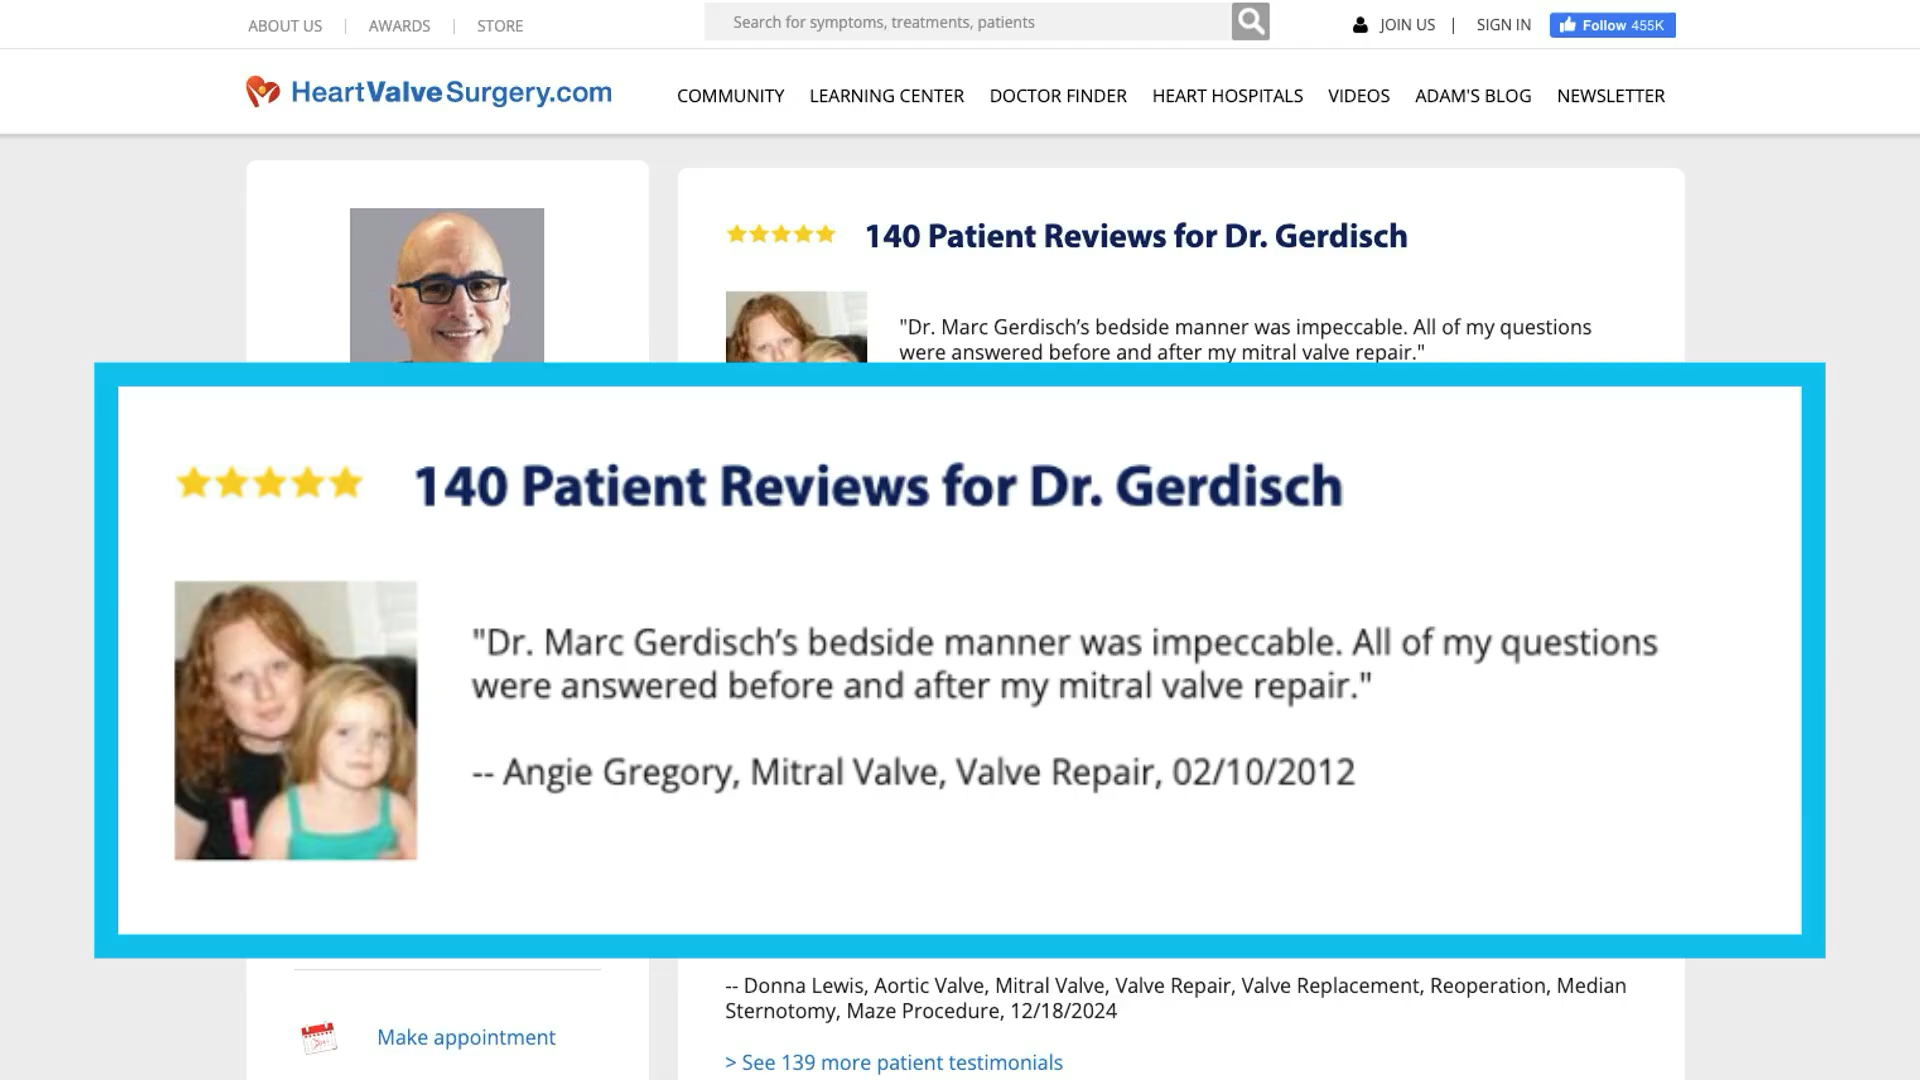 ABOUT US | AWARDS | STORE
Search for symptoms, treatments, patients
JOIN US | SIGN IN
Follow 455K
HeartValveSurgery.com
COMMUNITY LEARNING CENTER DOCTOR FINDER HEART HOSPITALS VIDEOS ADAM'S BLOG NEWSLETTER
140 Patient Reviews for Dr. Gerdisch
"Dr. Marc Gerdisch’s bedside manner was impeccable. All of my questions
were answered before and after my mitral valve repair."
140 Patient Reviews for Dr. Gerdisch
"Dr. Marc Gerdisch’s bedside manner was impeccable. All of my questions
were answered before and after my mitral valve repair."
-- Angie Gregory, Mitral Valve, Valve Repair, 02/10/2012
-- Donna Lewis, Aortic Valve, Mitral Valve, Valve Repair, Valve Replacement, Reoperation, Median
Sternotomy, Maze Procedure, 12/18/2024
Make appointment
> See 139 more patient testimonials